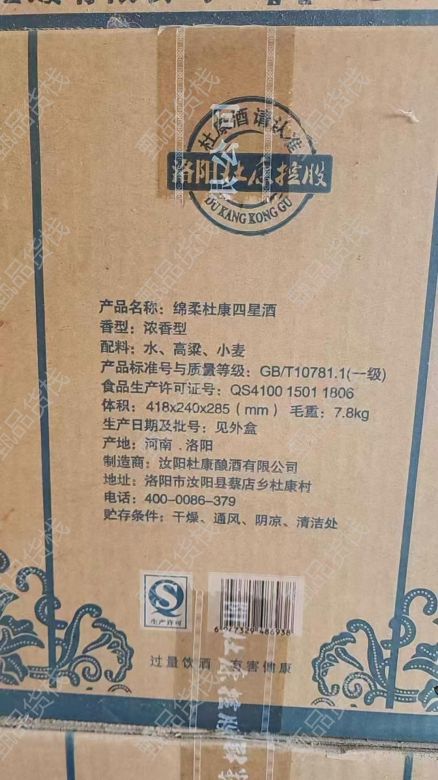 杜康酒请认准
洛阳杜康控股
DU KANG KONG GU
产品名称：绵柔杜康四星酒
香型：浓香型
配料：水、高粱、小麦
产品标准号与质量等级：GB/T10781.1(一级)
食品生产许可证号：QS4100 1501 1806
体积：418x240x285（mm）毛重：7.8kg
生产日期及批号：见外盒
产地：河南．洛阳
制造商：汝阳杜康酿酒有限公司
地址：洛阳市汝阳县蔡店乡杜康村
电话：400-0086-379
贮存条件：干燥、通风、阴凉、清洁处
QS
生产许可
过量饮酒 有害健康
甄品货栈